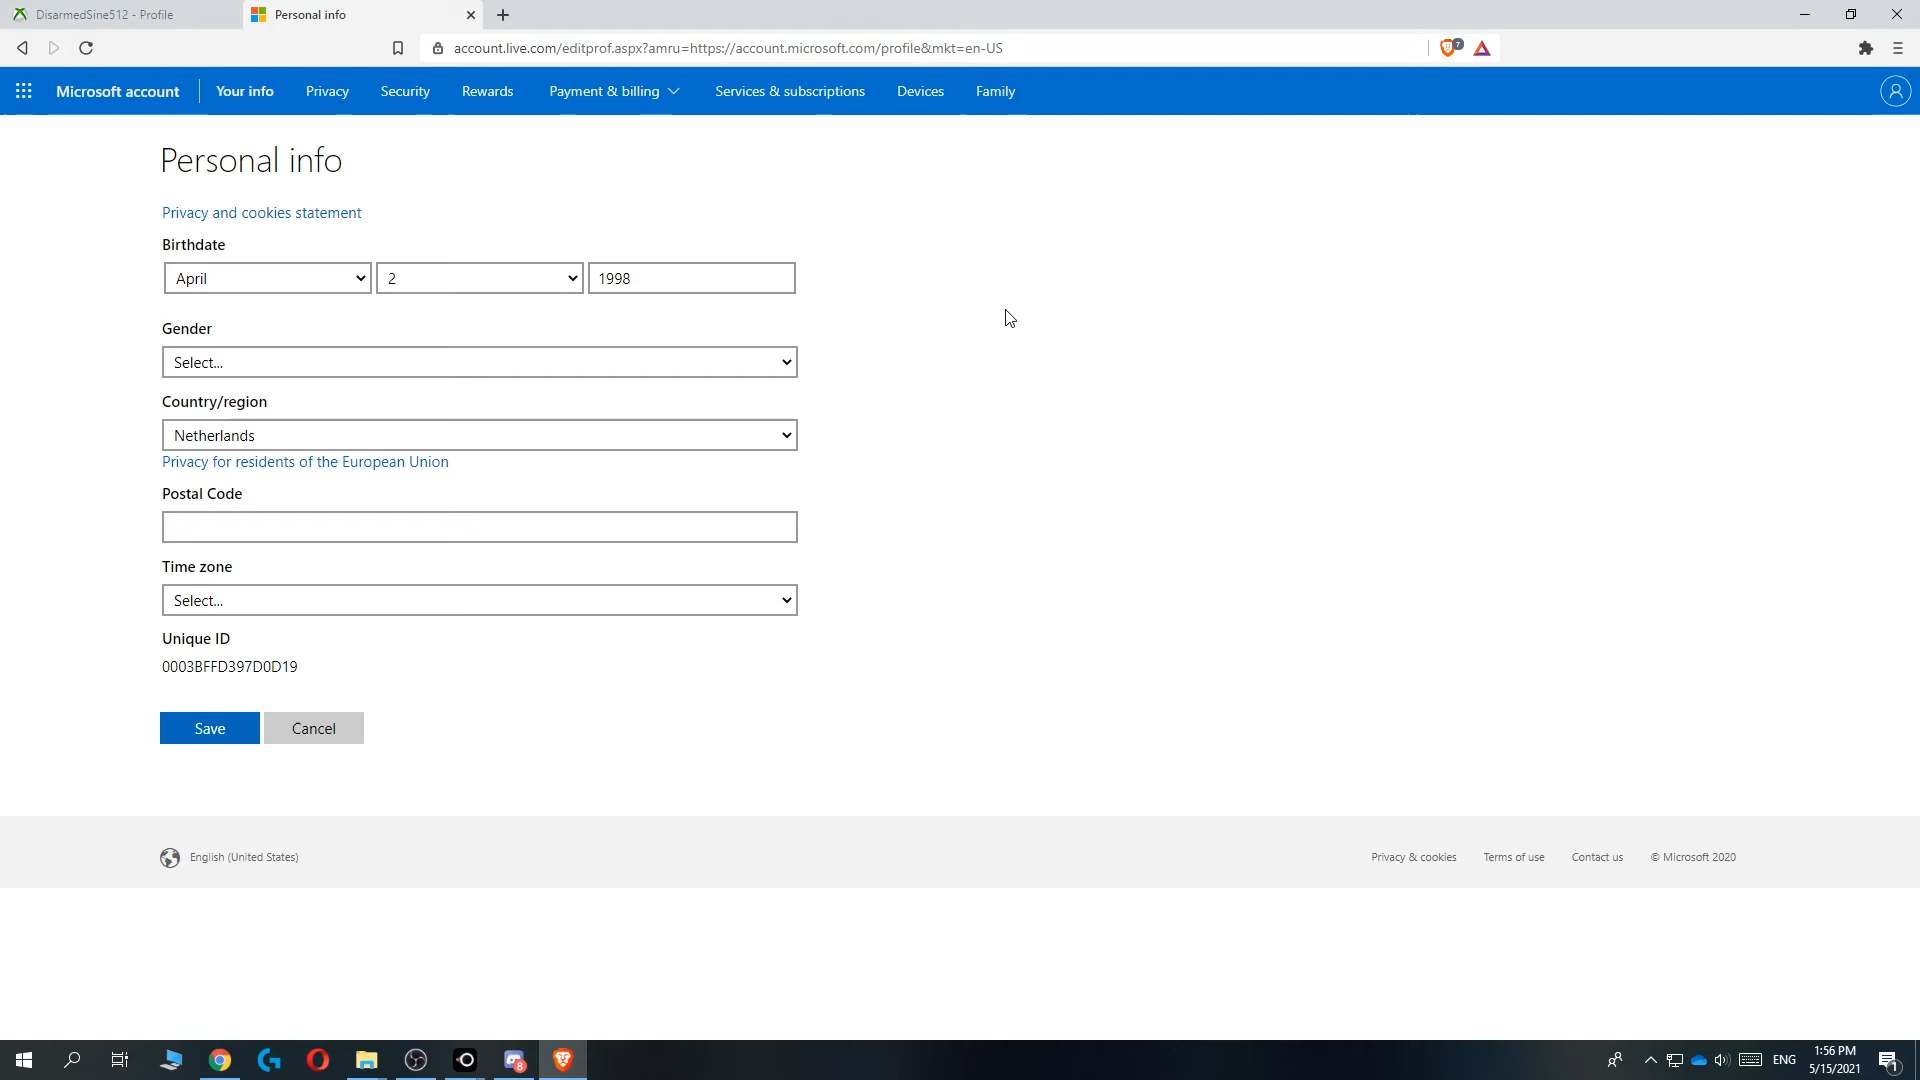 DisarmedSine512 - Profile
Personal info
account.live.com/editprof.aspx?amru=https://account.microsoft.com/profile&mkt=en-US
7
Microsoft account
Your info
Privacy
Security
Rewards
Payment & billing
Services & subscriptions
Devices
Family
Personal info
Privacy and cookies statement
Birthdate
April
2
1998
Gender
Select...
Country/region
Netherlands
Privacy for residents of the European Union
Postal Code
Time zone
Select...
Unique ID
0003BFFD397D0D19
Save
Cancel
English (United States)
Privacy & cookies
Terms of use
Contact us
© Microsoft 2020
8
ENG
1:56 PM
5/15/2021
1